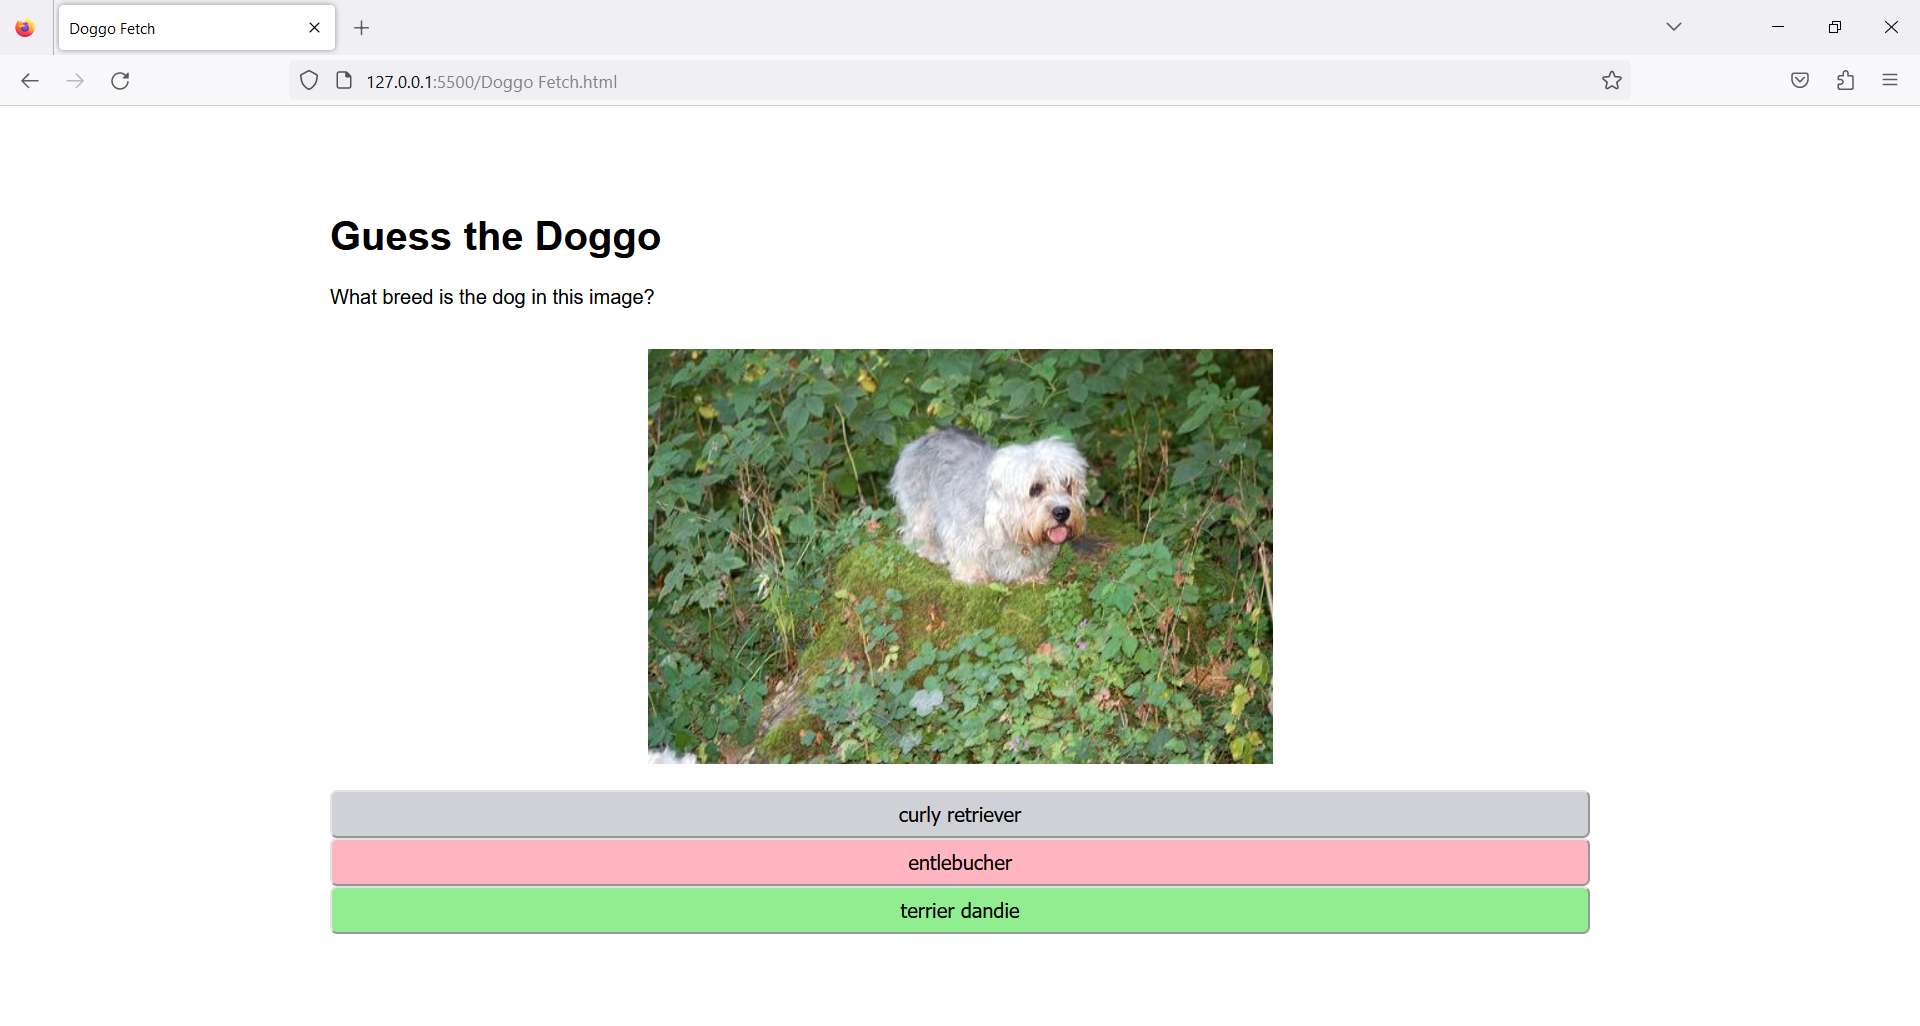 Doggo Fetch
127.0.0.1:5500/Doggo Fetch.html
Guess the Doggo
What breed is the dog in this image?
curly retriever
entlebucher
terrier dandie